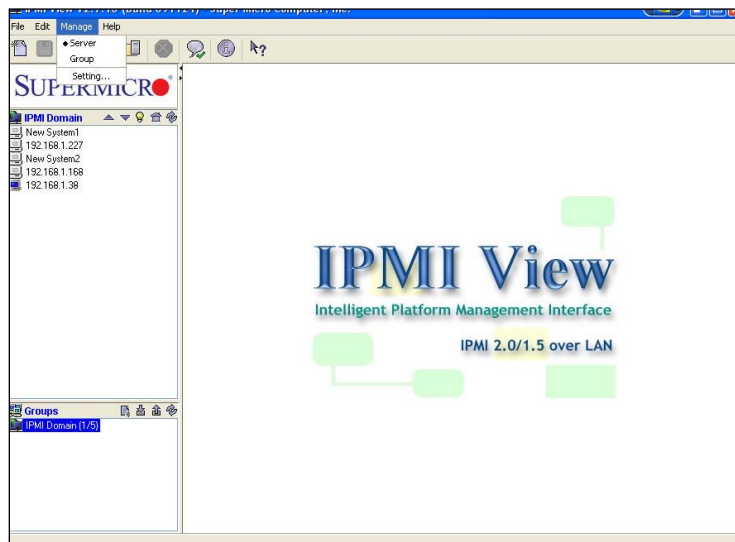 File Edit Manage Help
Server
Group
Setting...
SUPERMICRO
IPMI Domain
New System1
192.168.1.227
New System2
192.168.1.168
192.168.1.38
IPMI View
Intelligent Platform Management Interface
IPMI 2.0/1.5 over LAN
Groups
IPMI Domain (1/5)